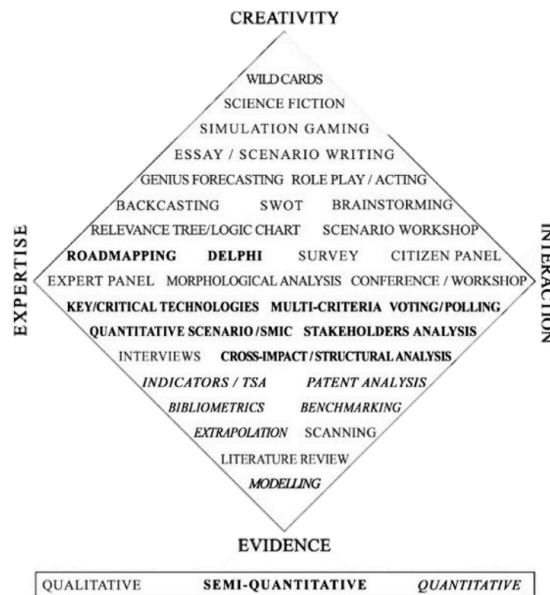 CREATIVITY
WILD CARDS
SCIENCE FICTION
SIMULATION GAMING
ESSAY / SCENARIO WRITING
GENIUS FORECASTING ROLE PLAY / ACTING
BACKCASTING SWOT BRAINSTORMING
RELEVANCE TREE/LOGIC CHART SCENARIO WORKSHOP
ROADMAPPING DELPHI SURVEY CITIZEN PANEL
EXPERT PANEL MORPHOLOGICAL ANALYSIS CONFERENCE / WORKSHOP
KEY/CRITICAL TECHNOLOGIES MULTI-CRITERIA VOTING/POLLING
QUANTITATIVE SCENARIO/SMIC STAKEHOLDERS ANALYSIS
INTERVIEWS CROSS-IMPACT/STRUCTURAL ANALYSIS
INDICATORS / TSA PATENT ANALYSIS
BIBLIOMETRICS BENCHMARKING
EXTRAPOLATION SCANNING
LITERATURE REVIEW
MODELLING
EXPERTISE
INTERACTION
EVIDENCE
QUALITATIVE SEMI-QUANTITATIVE QUANTITATIVE